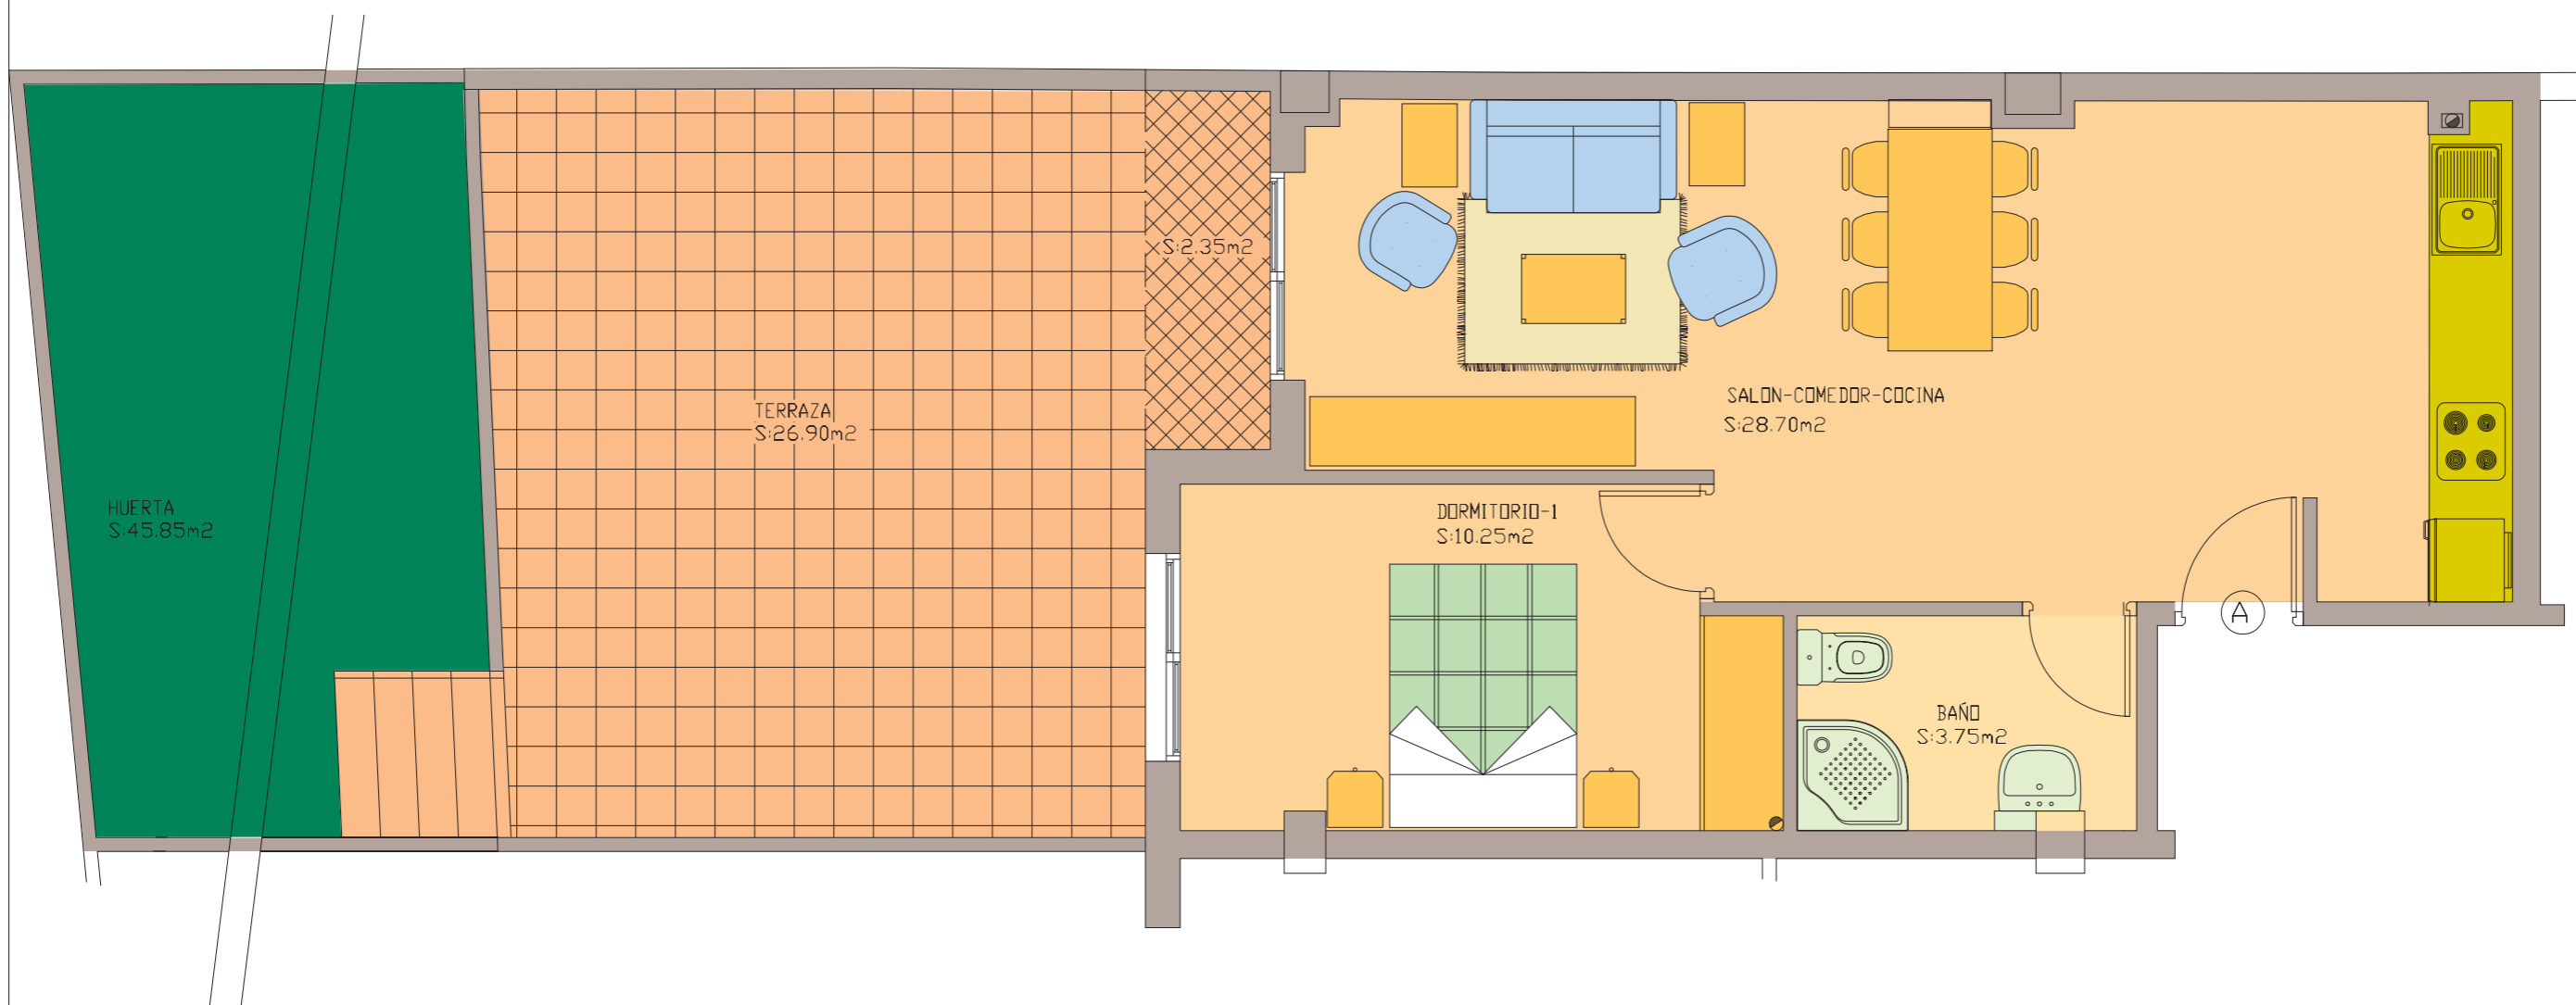 S:2.35m2
SALON-COMEDOR-COCINA
S:28.70m2
TERRAZA
S:26.90m2
HUERTA
S:45.85m2
DORMITORIO-1
S:10.25m2
A
BAÑO
S:3.75m2